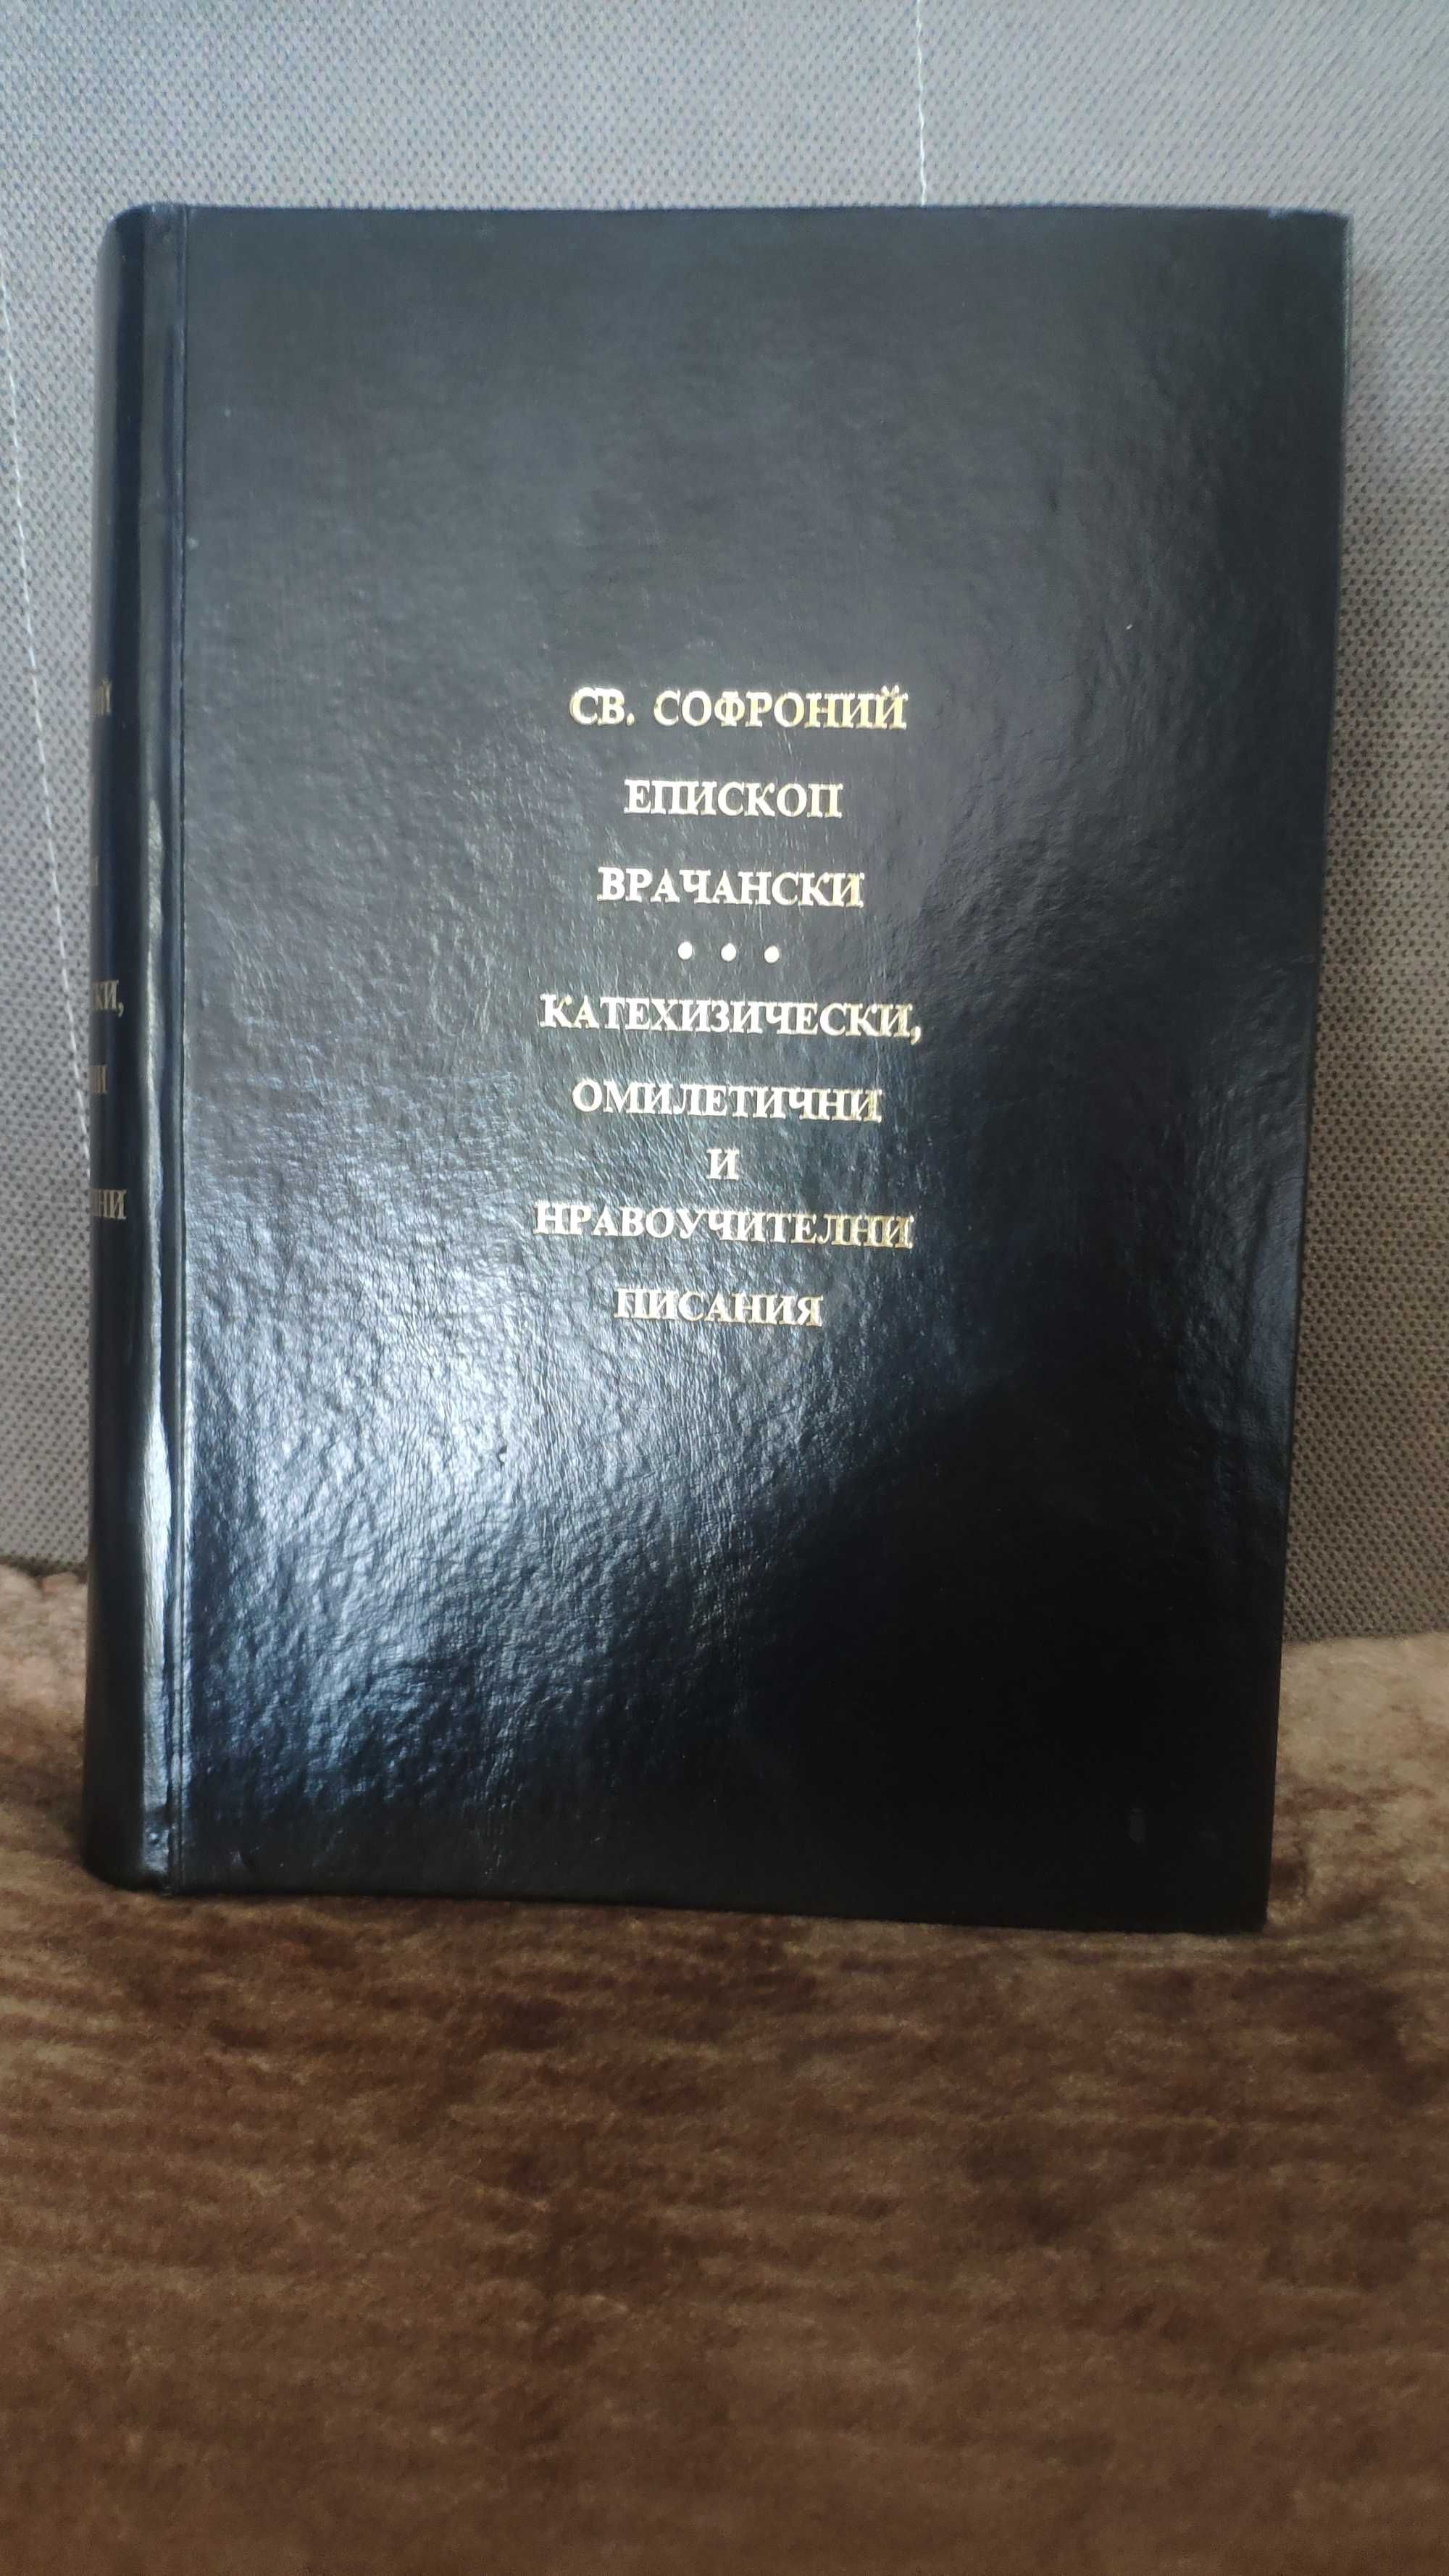 СВ. СОФРОНИЙ
ЕПИСКОП
ВРАЧАНСКИ
• • •
КАТЕХИЗИЧЕСКИ,
ОМИЛЕТИЧНИ
И
НРАВОУЧИТЕЛНИ
ПИСАНИЯ